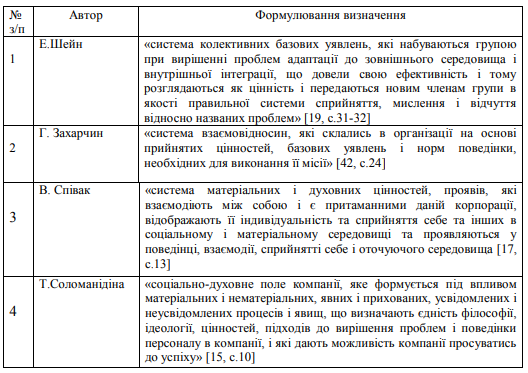 № Автор Формулювання визначення
з/п
1 Е.Шейн «система колективних базових уявлень, які набуваються групою
при вирішенні проблем адаптації до зовнішнього середовища і
внутрішньої інтеграції, що довели свою ефективність і тому
розглядаються як цінність і передаються новим членам групи в
якості правильної системи сприйняття, мислення і відчуття
відносно названих проблем» [19, с.31-32]
2 Г. Захарчин «система взаємовідносин, які склались в організації на основі
прийнятих цінностей, базових уявлень і норм поведінки,
необхідних для виконання її місії» [42, с.24]
3 В. Співак «система матеріальних і духовних цінностей, проявів, які
взаємодіють між собою і є притаманними даній корпорації,
відображають її індивідуальність та сприйняття себе та інших в
соціальному і матеріальному середовищі та проявляються у
поведінці, взаємодії, сприйнятті себе і оточуючого середовища [17,
с.13]
4 Т.Соломанідіна «соціально-духовне поле компанії, яке формується під впливом
матеріальних і нематеріальних, явних і прихованих, усвідомлених і
неусвідомлених процесів і явищ, що визначають єдність філософії,
ідеології, цінностей, підходів до вирішення проблем і поведінки
персоналу в компанії, і які дають можливість компанії просуватись
до успіху» [15, с.10]